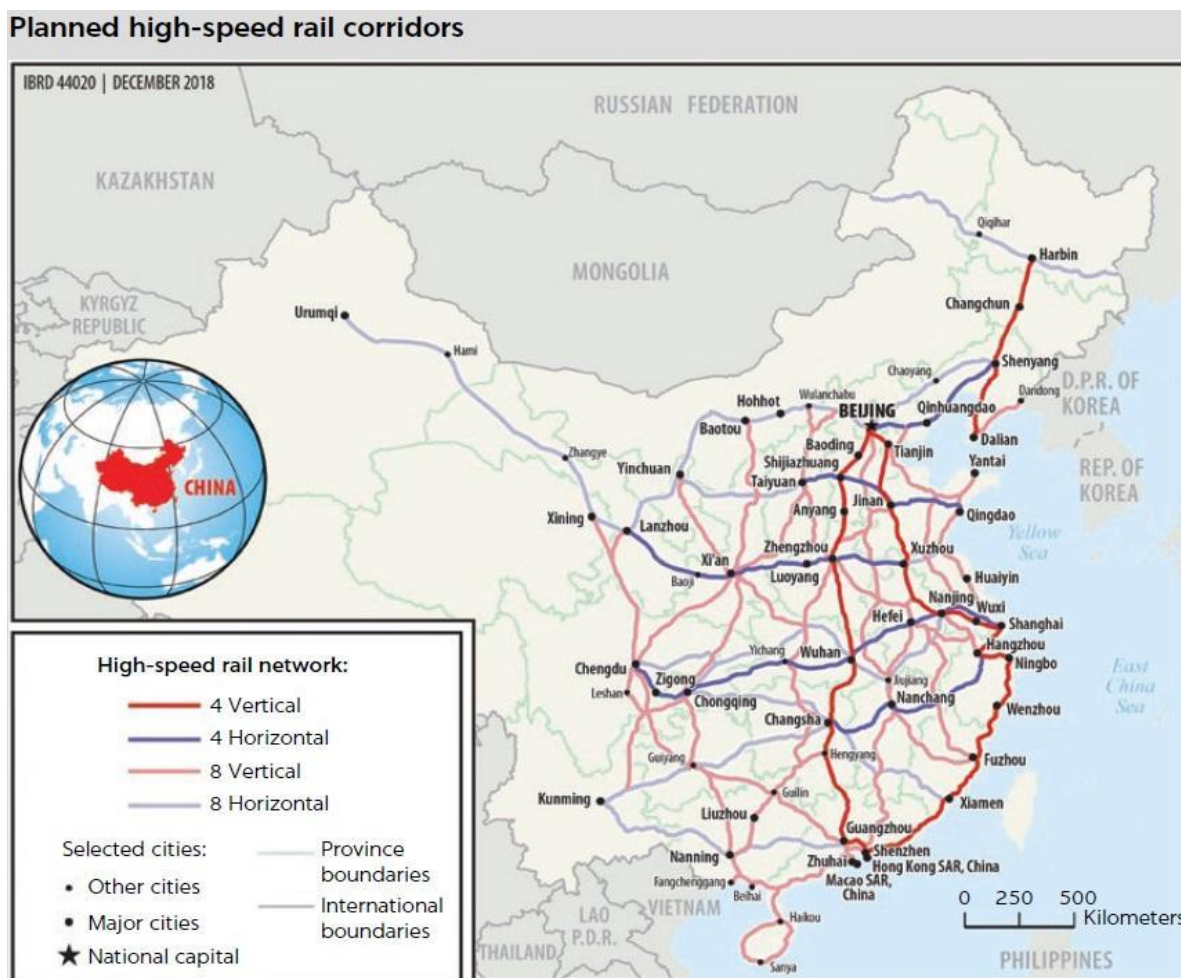 Planned high-speed rail corridors
IBRD 44020 | DECEMBER 2018
RUSSIAN FEDERATION
KAZAKHSTAN
Qiqihar
Harbin
MONGOLIA
KYRGYZ
REPUBLIC
Changchun
Urumqi
Hami
Shenyang
Chaoyang
D.P.R. OF
KOREA
Dandong
Wulanchabu
Hohhot
BEIJING
Qinhuangdao
Baotou
Dalian
Baoding
Tianjin
Zhangye
Yinchuan
Shijiazhuang
Yantai
REP. OF
KOREA
Taiyuan
CHINA
Jinan
Anyang
Qingdao
Xining
Lanzhou
Yellow
Sea
Zhengzhou
Xuzhou
Xi'an
Baoji
Luoyang
Huaiyin
Nanjing
Wuxi
Hefei
Shanghai
Hangzhou
Yichang
Wuhan
Ningbo
Chengdu
Zigong
Jiujiang
East
China
Sea
Leshan
Chongqing
Nanchang
Wenzhou
Changsha
Hengyang
Fuzhou
Guiyang
Kunming
Guilin
Xiamen
Liuzhou
Guangzhou
Shenzhen
Nanning
Zhuhai
Hong Kong SAR, China
Macao SAR,
China
Fangchenggang
Beihai
VIETNAM
Haikou
LAO
P.D.R.
THAILAND
Sanya
PHILIPPINES
0 250 500
Kilometers
High-speed rail network:
4 Vertical
4 Horizontal
8 Vertical
8 Horizontal
Selected cities:
Other cities
Major cities
National capital
Province
boundaries
International
boundaries